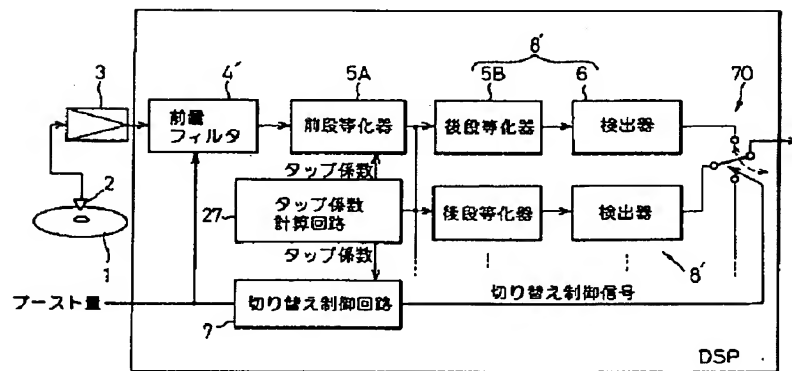 8'
3
4'
5A
5B
6
70
前置
フィルタ
前段等化器
後段等化器
検出器
2
タップ係数
27
タップ係数
計算回路
後段等化器
検出器
1
タップ係数
8'
ブースト量
切り替え制御回路
切り替え制御信号
7
DSP